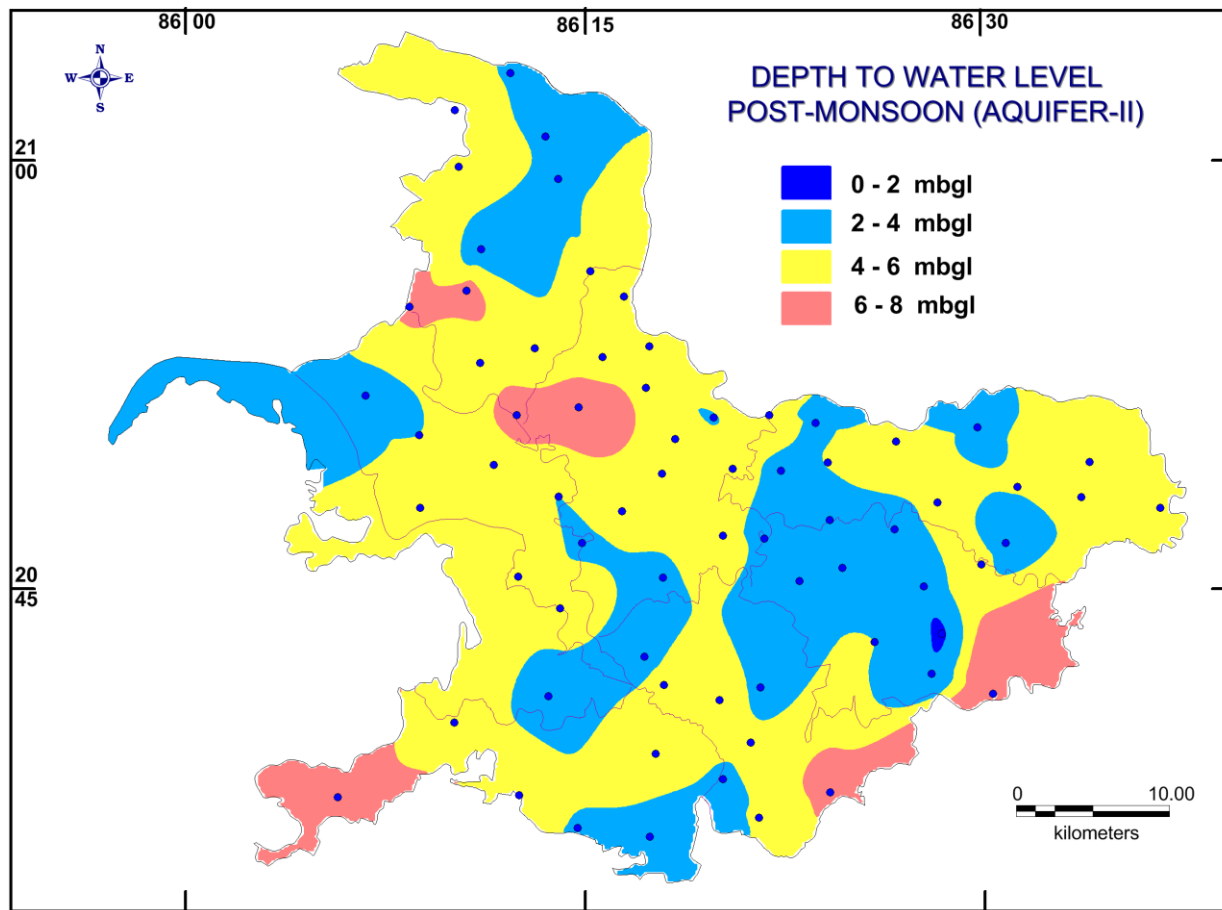 86 00
86 15
86 30
N
W E
S
DEPTH TO WATER LEVEL
POST-MONSOON (AQUIFER-II)
21
00
0 - 2 mbgl
2 - 4 mbgl
4 - 6 mbgl
6 - 8 mbgl
20
45
0 10.00
kilometers